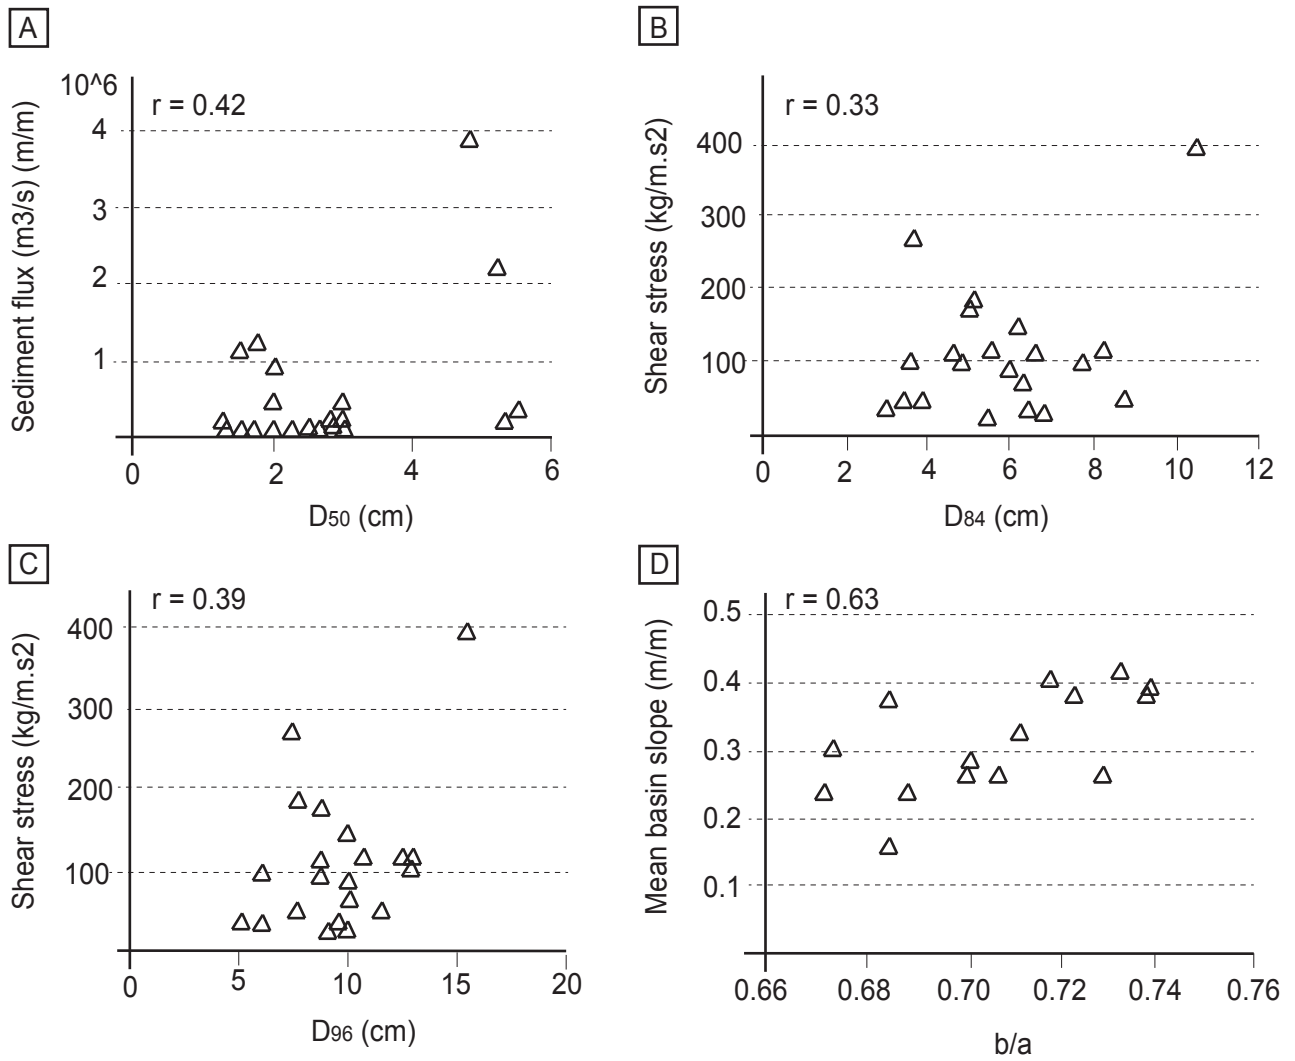 A
10^6
r = 0.42
4
3
2
1
0
2
4
6
Sediment flux (m3/s) (m/m)
D50 (cm)
B
r = 0.33
400
300
200
100
0
2
4
6
8
10
12
Shear stress (kg/m.s2)
D84 (cm)
C
r = 0.39
400
300
200
100
0
5
10
15
20
Shear stress (kg/m.s2)
D96 (cm)
D
r = 0.63
0.5
0.4
0.3
0.2
0.1
0.66
0.68
0.70
0.72
0.74
0.76
Mean basin slope (m/m)
b/a